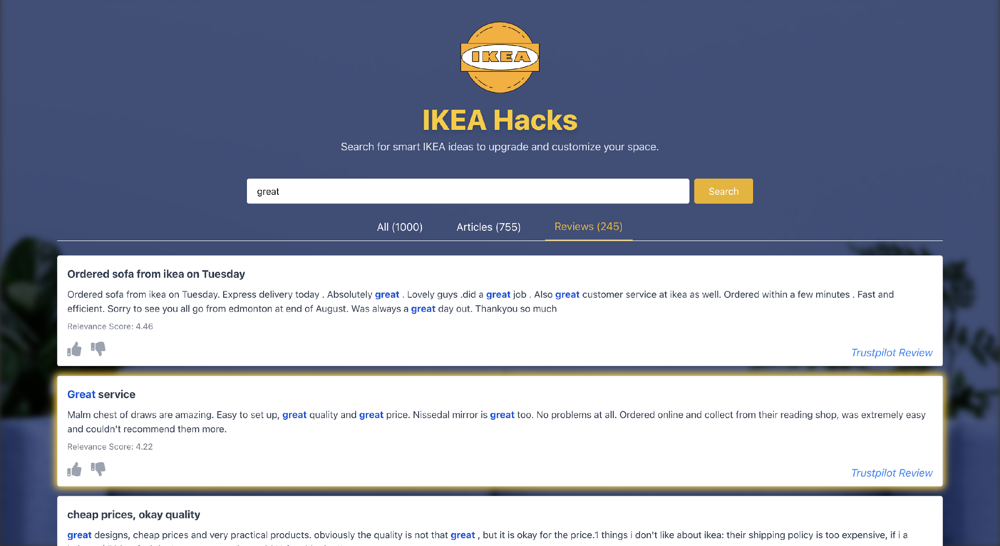 IKEA
IKEA Hacks
Search for smart IKEA ideas to upgrade and customize your space.
great
Search
All (1000)
Articles (755)
Reviews (245)
Ordered sofa from ikea on Tuesday
Ordered sofa from ikea on Tuesday. Express delivery today . Absolutely great . Lovely guys .did a great job . Also great customer service at ikea as well. Ordered within a few minutes . Fast and
efficient. Sorry to see you all go from edmonton at end of August. Was always a great day out. Thankyou so much
Relevance Score: 4.46
Trustpilot Review
Great service
Malm chest of draws are amazing. Easy to set up, great quality and great price. Nissedal mirror is great too. No problems at all. Ordered online and collect from their reading shop, was extremely easy
and couldn't recommend them more.
Relevance Score: 4.22
Trustpilot Review
cheap prices, okay quality
great designs, cheap prices and very practical products. obviously the quality is not that great , but it is okay for the price.1 things i don't like about ikea: their shipping policy is too expensive, if i a